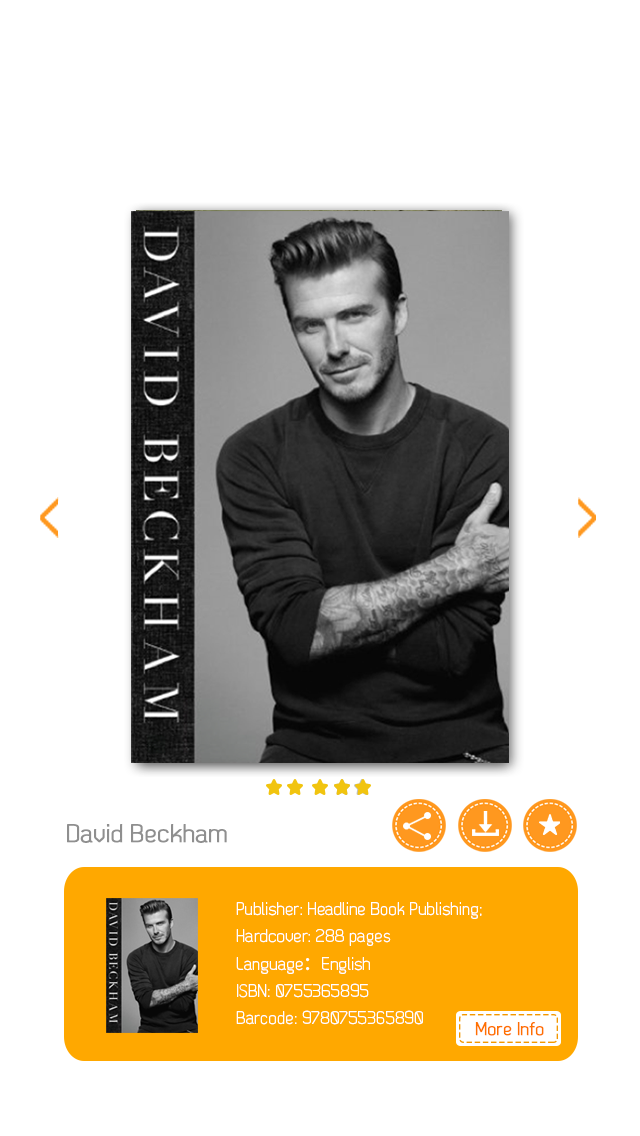 DAVID BECKHAM
David Beckham
DAVID BECKHAM
Publisher: Headline Book Publishing;
Hardcover: 288 pages
Language： English
ISBN: 0755365895
Barcode: 9780755365890
More Info